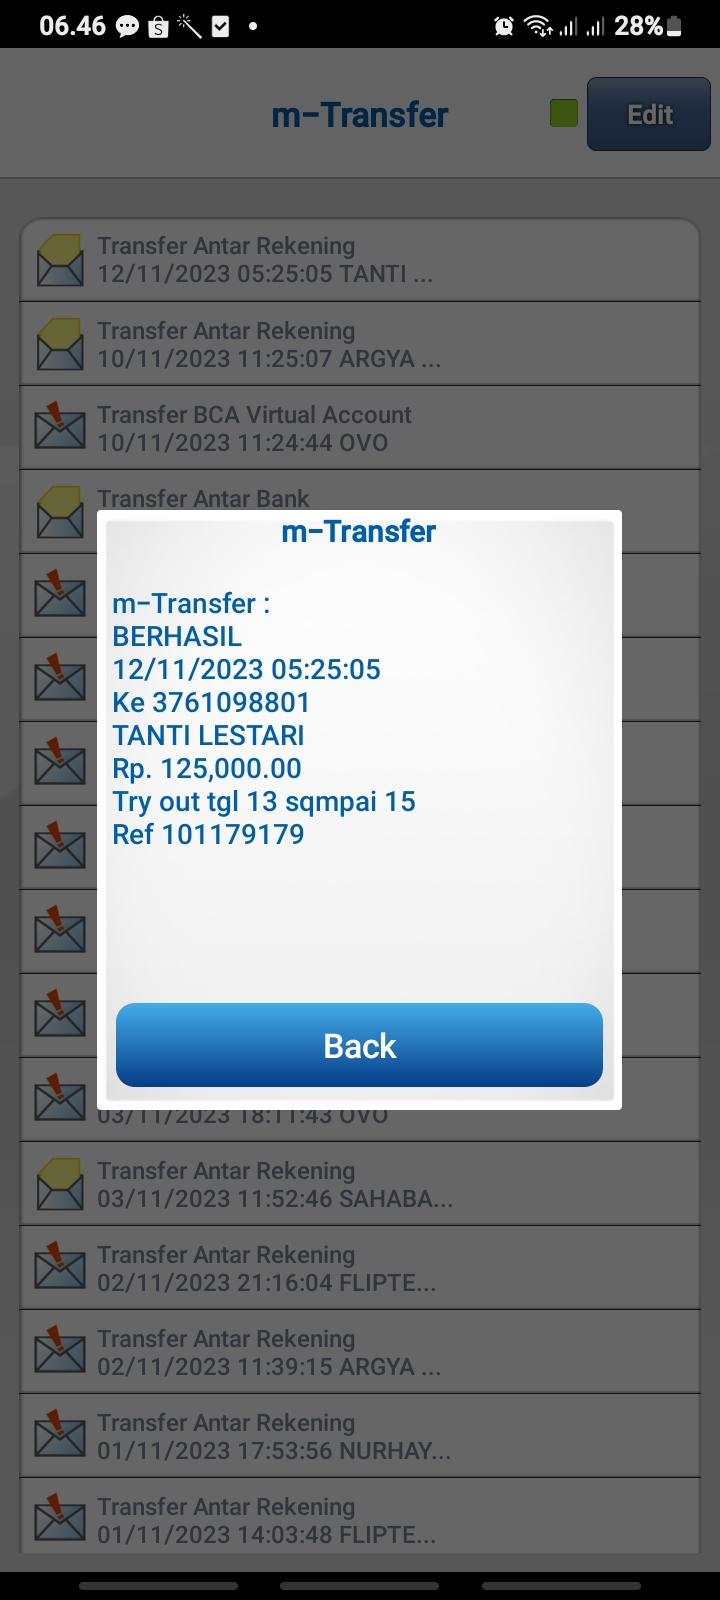 06.46
28%
m-Transfer
Edit
Transfer Antar Rekening
12/11/2023 05:25:05 TANTI ...
Transfer Antar Rekening
10/11/2023 11:25:07 ARGYA ...
Transfer BCA Virtual Account
10/11/2023 11:24:44 OVO
Transfer Antar Bank
m-Transfer
m-Transfer :
BERHASIL
12/11/2023 05:25:05
Ke 3761098801
TANTI LESTARI
Rp. 125,000.00
Try out tgl 13 sqmpai 15
Ref 101179179
Back
03/11/2023 18:11:43 OVO
Transfer Antar Rekening
03/11/2023 11:52:46 SAHABA...
Transfer Antar Rekening
02/11/2023 21:16:04 FLIPTE...
Transfer Antar Rekening
02/11/2023 11:39:15 ARGYA ...
Transfer Antar Rekening
01/11/2023 17:53:56 NURHAY...
Transfer Antar Rekening
01/11/2023 14:03:48 FLIPTE...